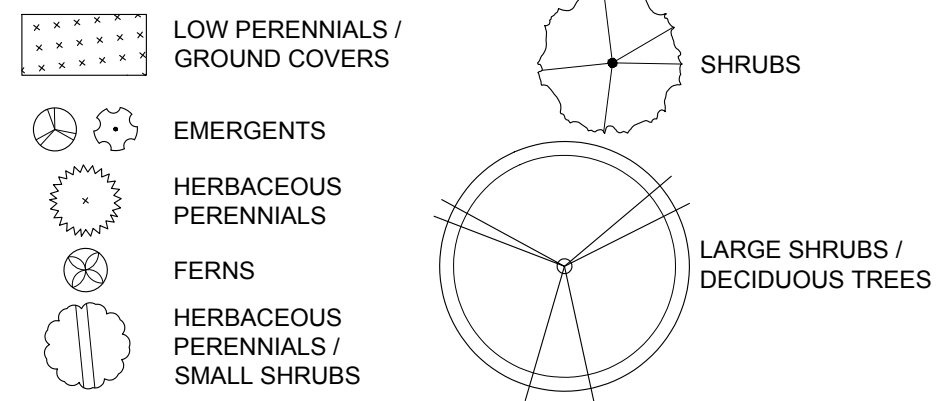 LOW PERENNIALS /
GROUND COVERS
EMERGENTS
HERBACEOUS
PERENNIALS
FERNS
HERBACEOUS
PERENNIALS /
SMALL SHRUBS
SHRUBS
LARGE SHRUBS /
DECIDUOUS TREES